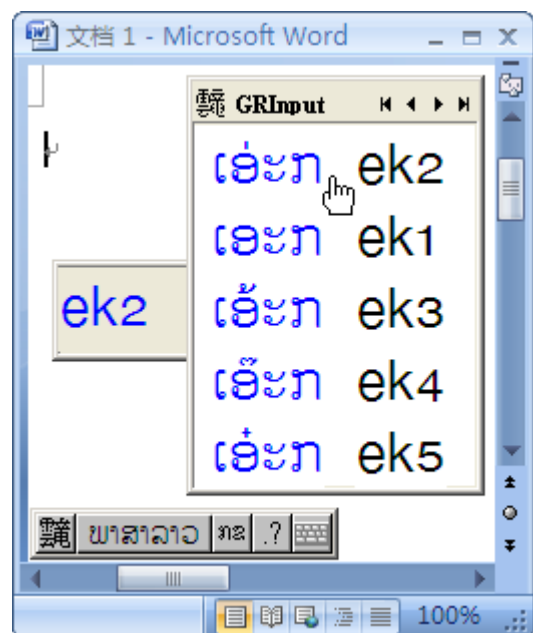 文档 1 - Microsoft Word
GRInput
ເອ່ະກ ek2
ເອະກ ek1
ek2
ເອ້ະກ ek3
ເອ໊ະກ ek4
ເອ໋ະກ ek5
ພາສາລາວ ກຂ .?
100%